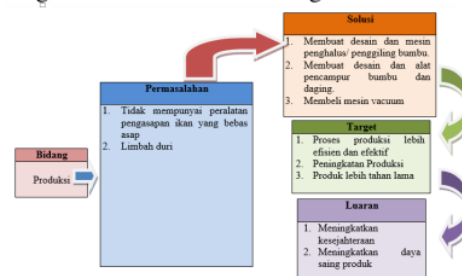 Bidang
Produksi
Permasalahan
1. Tidak mempunyai peralatan
pengasapan ikan yang bebas
asap
2. Limbah duri
Solusi
1. Membuat desain dan mesin
penghalus/ penggiling bumbu.
2. Membuat desain dan alat
pencampur bumbu dan
daging.
3. Membeli mesin vacuum
Target
1. Proses produksi lebih
efisien dan efektif
2. Peningkatan Produksi
3. Produk lebih tahan lama
Luaran
1. Meningkatkan
kesejahteraan
2. Meningkatkan daya
saing produk